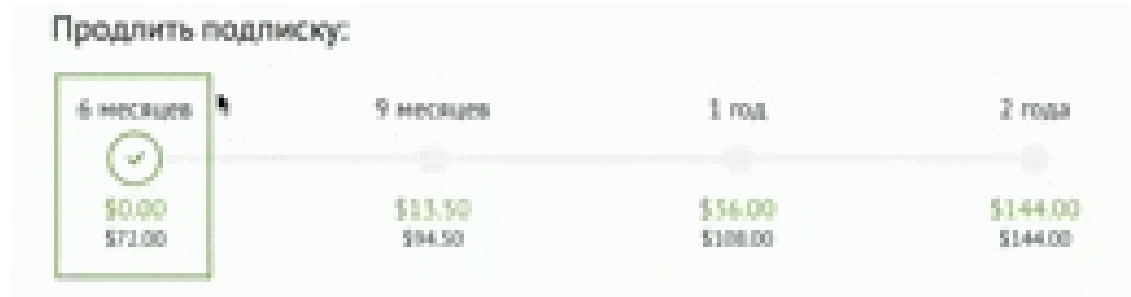 Продлить подписку:
6 месяцев
9 месяцев
1 год
2 года
$0.00
$13.50
$36.00
$144.00
$72.00
$94.50
$108.00
$144.00